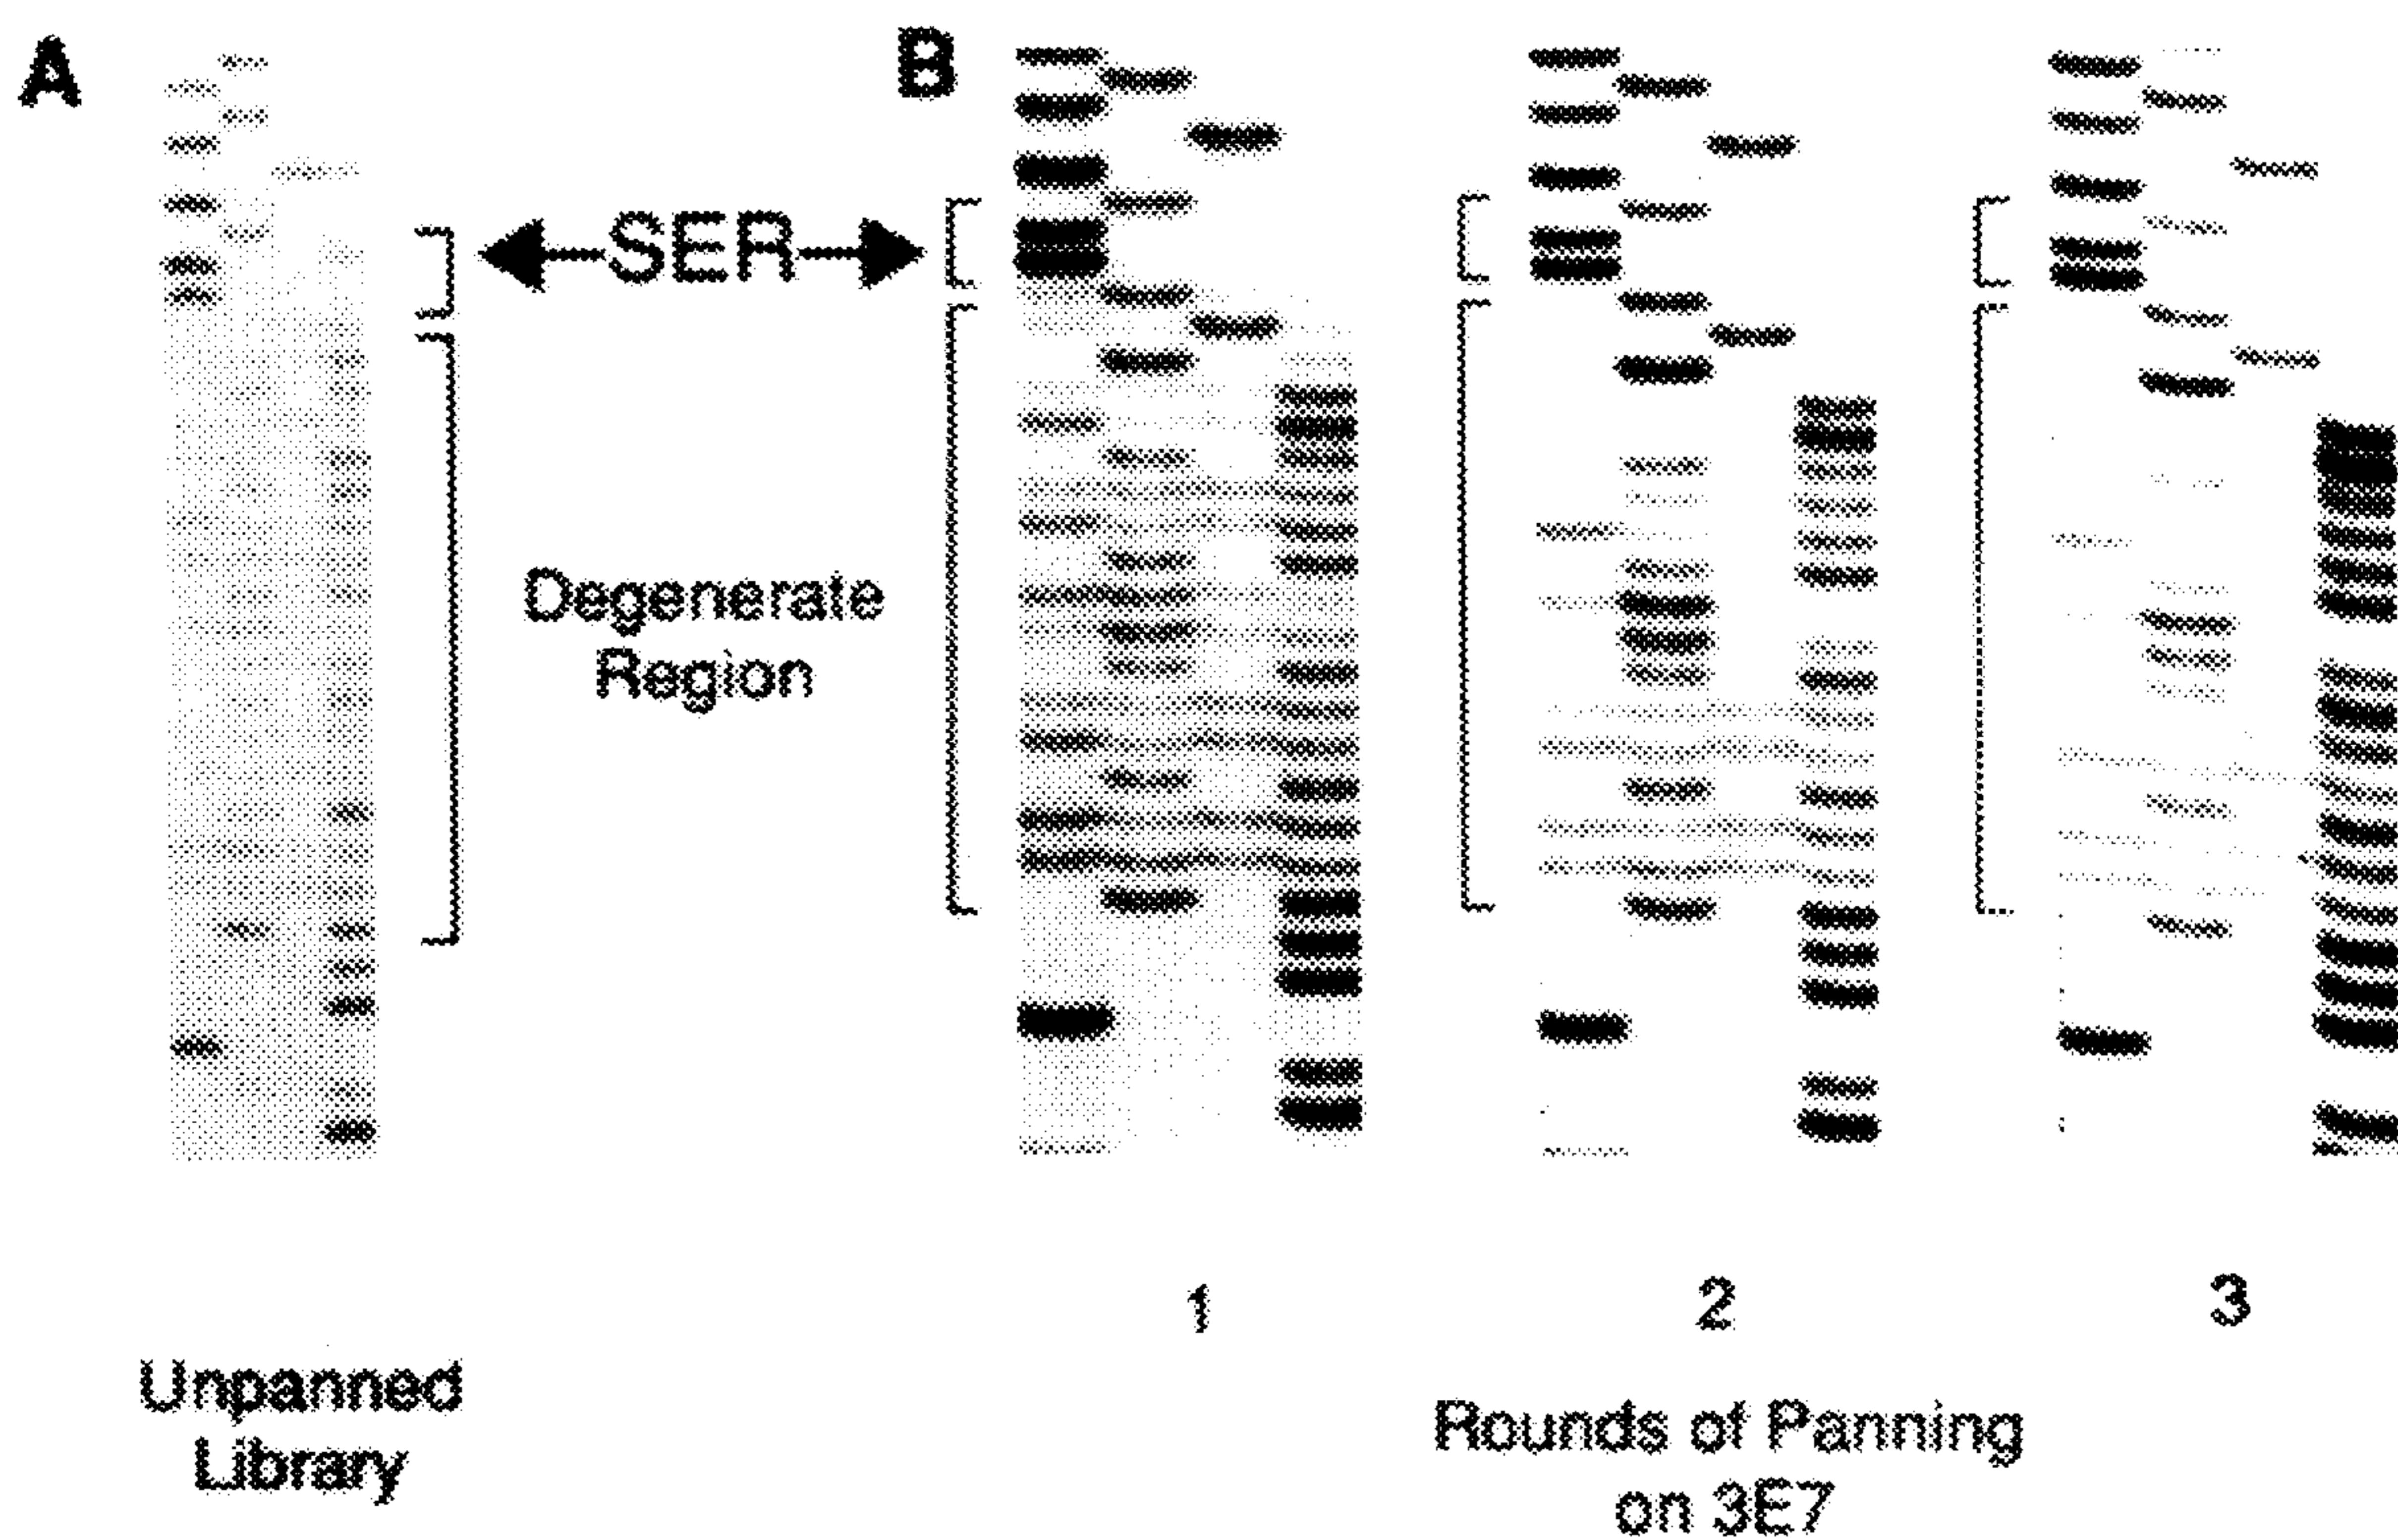 A
B
SER
Degenerate
Region
1
2
3
Unpanned
Library
Rounds of Panning
on 3E7